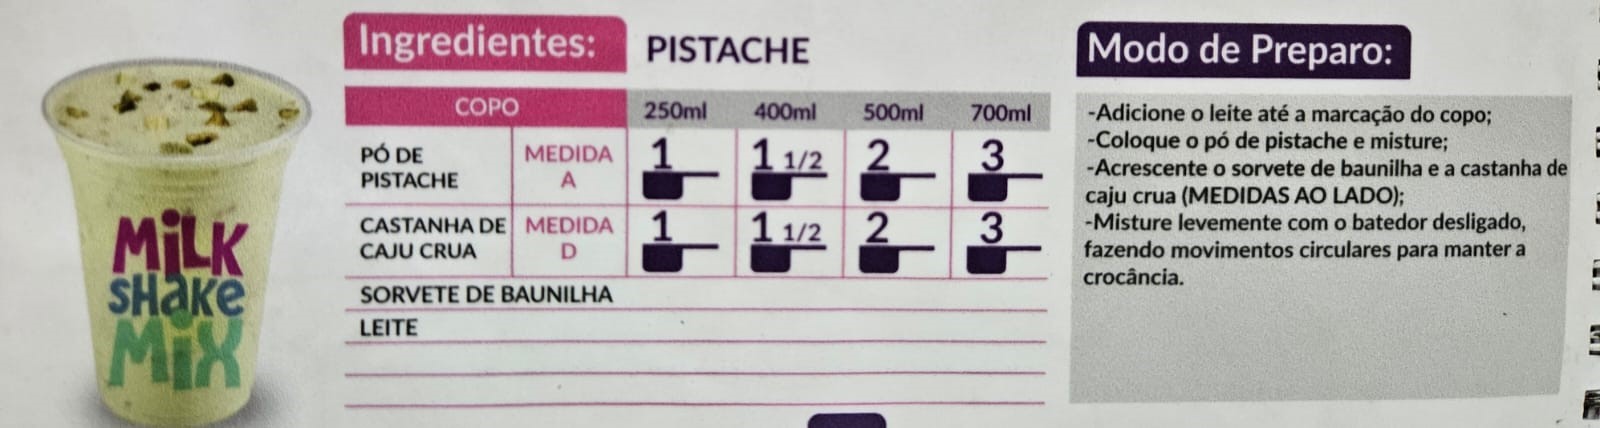 Ingredientes: PISTACHE
COPO 250ml 400ml 500ml 700ml
PÓ DE PISTACHE MEDIDA A 1 1 1/2 2 3
CASTANHA DE CAJU CRUA MEDIDA D 1 1 1/2 2 3
SORVETE DE BAUNILHA
LEITE
Modo de Preparo:
-Adicione o leite até a marcação do copo;
-Coloque o pó de pistache e misture;
-Acrescente o sorvete de baunilha e a castanha de
caju crua (MEDIDAS AO LADO);
-Misture levemente com o batedor desligado,
fazendo movimentos circulares para manter a
crocância.
MiLK
sHake
MiX